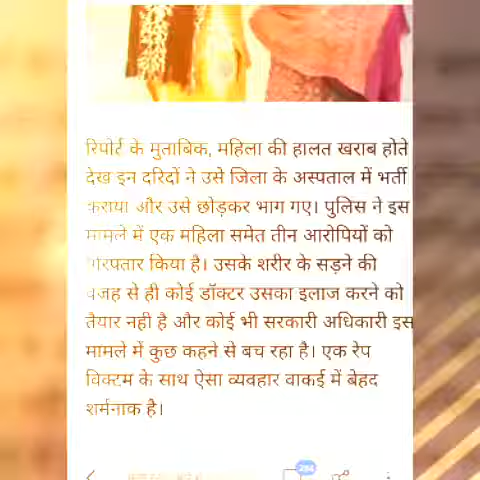 रिपोर्ट के मुताबिक, महिला की हालत खराब होते
देख इन दरिदों ने उसे जिला के अस्पताल में भर्ती
कराया और उसे छोड़कर भाग गए। पुलिस ने इस
मामले में एक महिला समेत तीन आरोपियों को
गिरफ्तार किया है। उसके शरीर के सड़ने की
वजह से ही कोई डॉक्टर उसका इलाज करने को
तैयार नही है और कोई भी सरकारी अधिकारी इस
मामले में कुछ कहने से बच रहा है। एक रेप
विक्टम के साथ ऐसा व्यवहार वाकई में बेहद
शर्मनाक है।